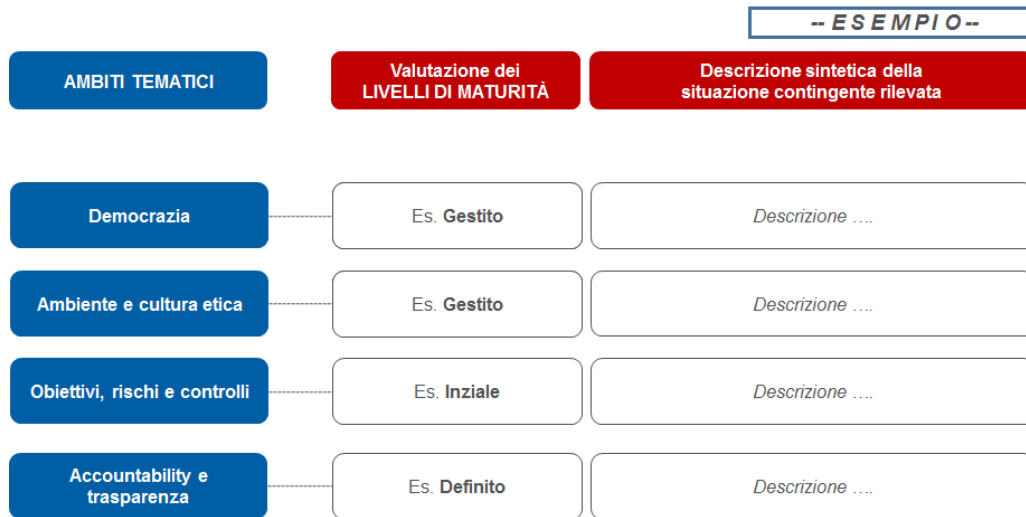 -- E S E M P I O --
AMBITI TEMATICI
Valutazione dei
LIVELLI DI MATURITÀ
Descrizione sintetica della
situazione contingente rilevata
Democrazia
Es. Gestito
Descrizione ....
Ambiente e cultura etica
Es. Gestito
Descrizione ....
Obiettivi, rischi e controlli
Es. Inziale
Descrizione ....
Accountability e
trasparenza
Es. Definito
Descrizione ....